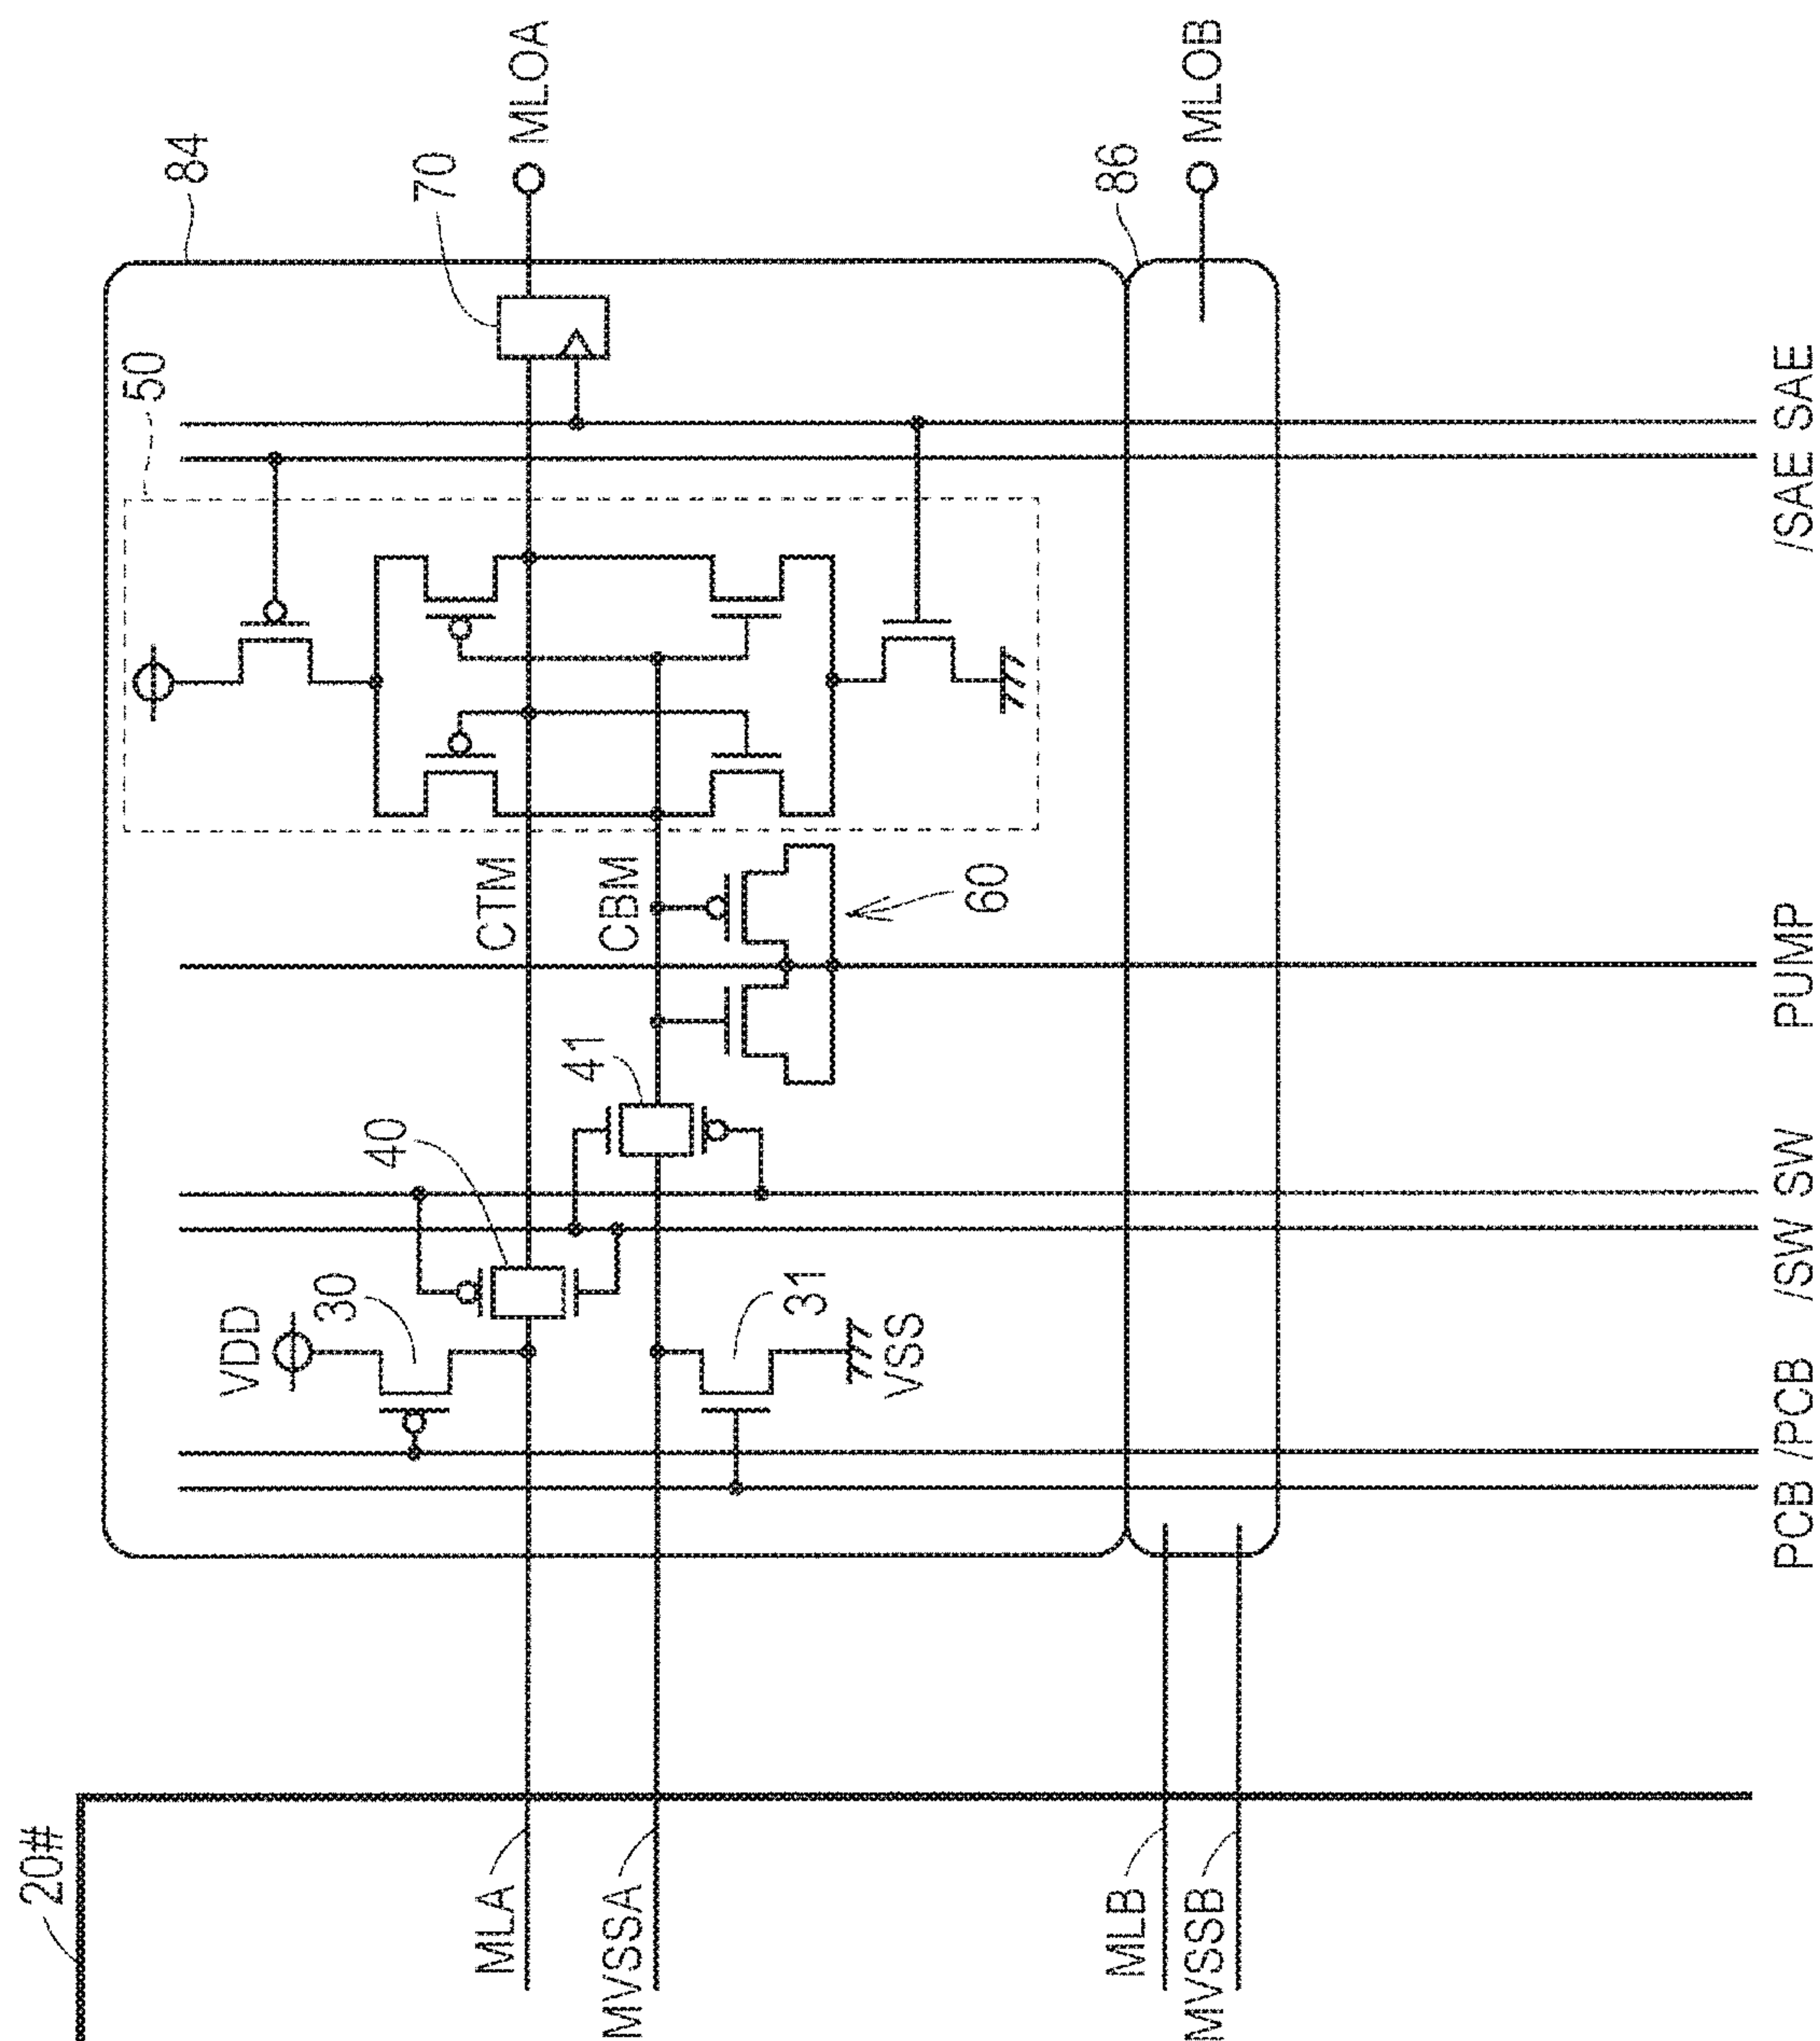 20#
MLA
MVSSA
MLB
MVSSB
VDD
30
31
VSS
40
41
CTM
CBM
60
50
70
84
86
MLOA
MLOB
PCB /PCB
/SW SW
PUMP
/SAE SAE